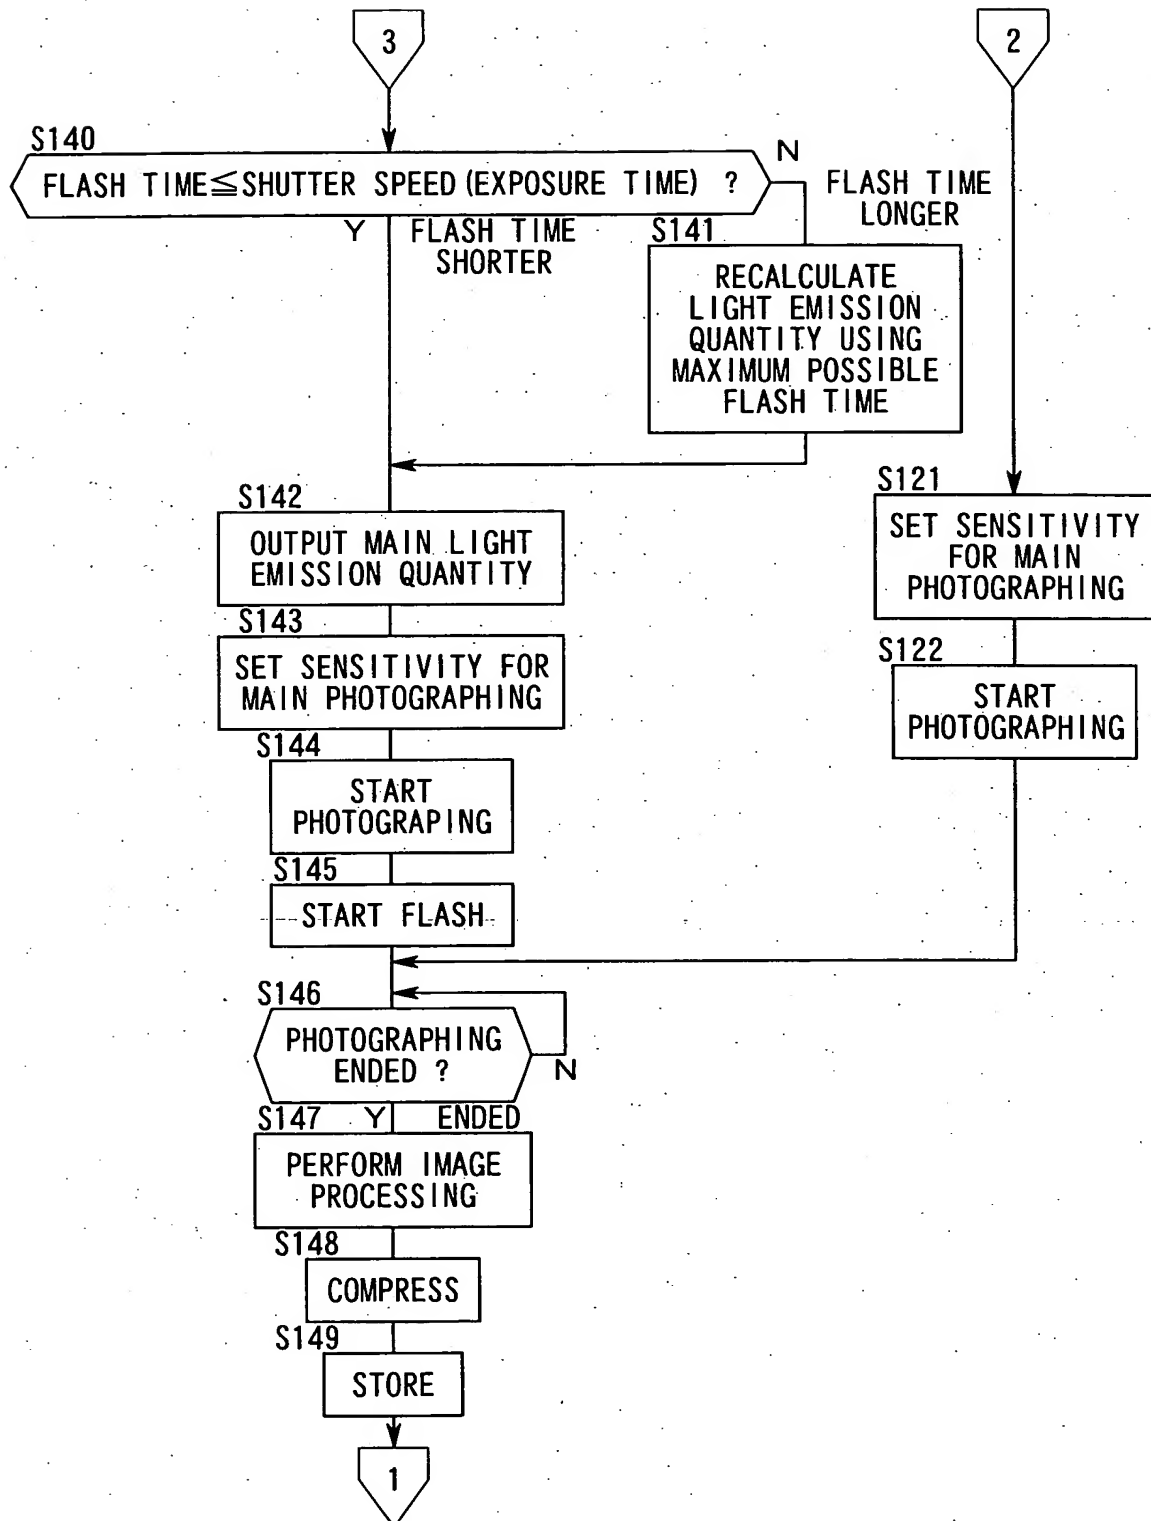 3
2
S140
FLASH TIME≦SHUTTER SPEED (EXPOSURE TIME) ?
N
FLASH TIME
LONGER
Y
FLASH TIME
SHORTER
S141
RECALCULATE
LIGHT EMISSION
QUANTITY USING
MAXIMUM POSSIBLE
FLASH TIME
S142
OUTPUT MAIN LIGHT
EMISSION QUANTITY
S121
SET SENSITIVITY
FOR MAIN
PHOTOGRAPHING
S143
SET SENSITIVITY FOR
MAIN PHOTOGRAPHING
S122
START
PHOTOGRAPHING
S144
START
PHOTOGRAPING
S145
START FLASH
S146
PHOTOGRAPHING
ENDED ?
N
S147
Y
ENDED
PERFORM IMAGE
PROCESSING
S148
COMPRESS
S149
STORE
1